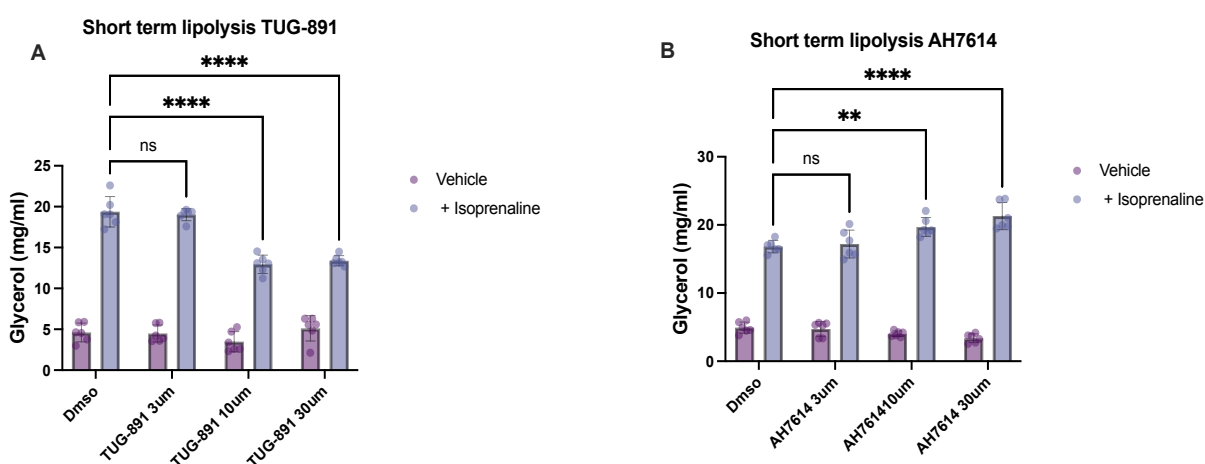 Short term lipolysis TUG-891
A
****
****
ns
25
20
15
10
5
0
Glycerol (mg/ml)
Dmso
TUG-891 3um
TUG-891 10um
TUG-891 30um
Vehicle
+ Isoprenaline
Short term lipolysis AH7614
B
****
**
ns
30
20
10
0
Glycerol (mg/ml)
Dmso
AH7614 3um
AH761410um
AH7614 30um
Vehicle
+ Isoprenaline